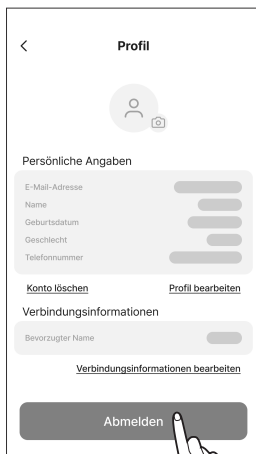 Profil
Persönliche Angaben
E-Mail-Adresse
Name
Geburtsdatum
Geschlecht
Telefonnummer
Konto löschen Profil bearbeiten
Verbindungsinformationen
Bevorzugter Name
Verbindungsinformationen bearbeiten
Abmelden